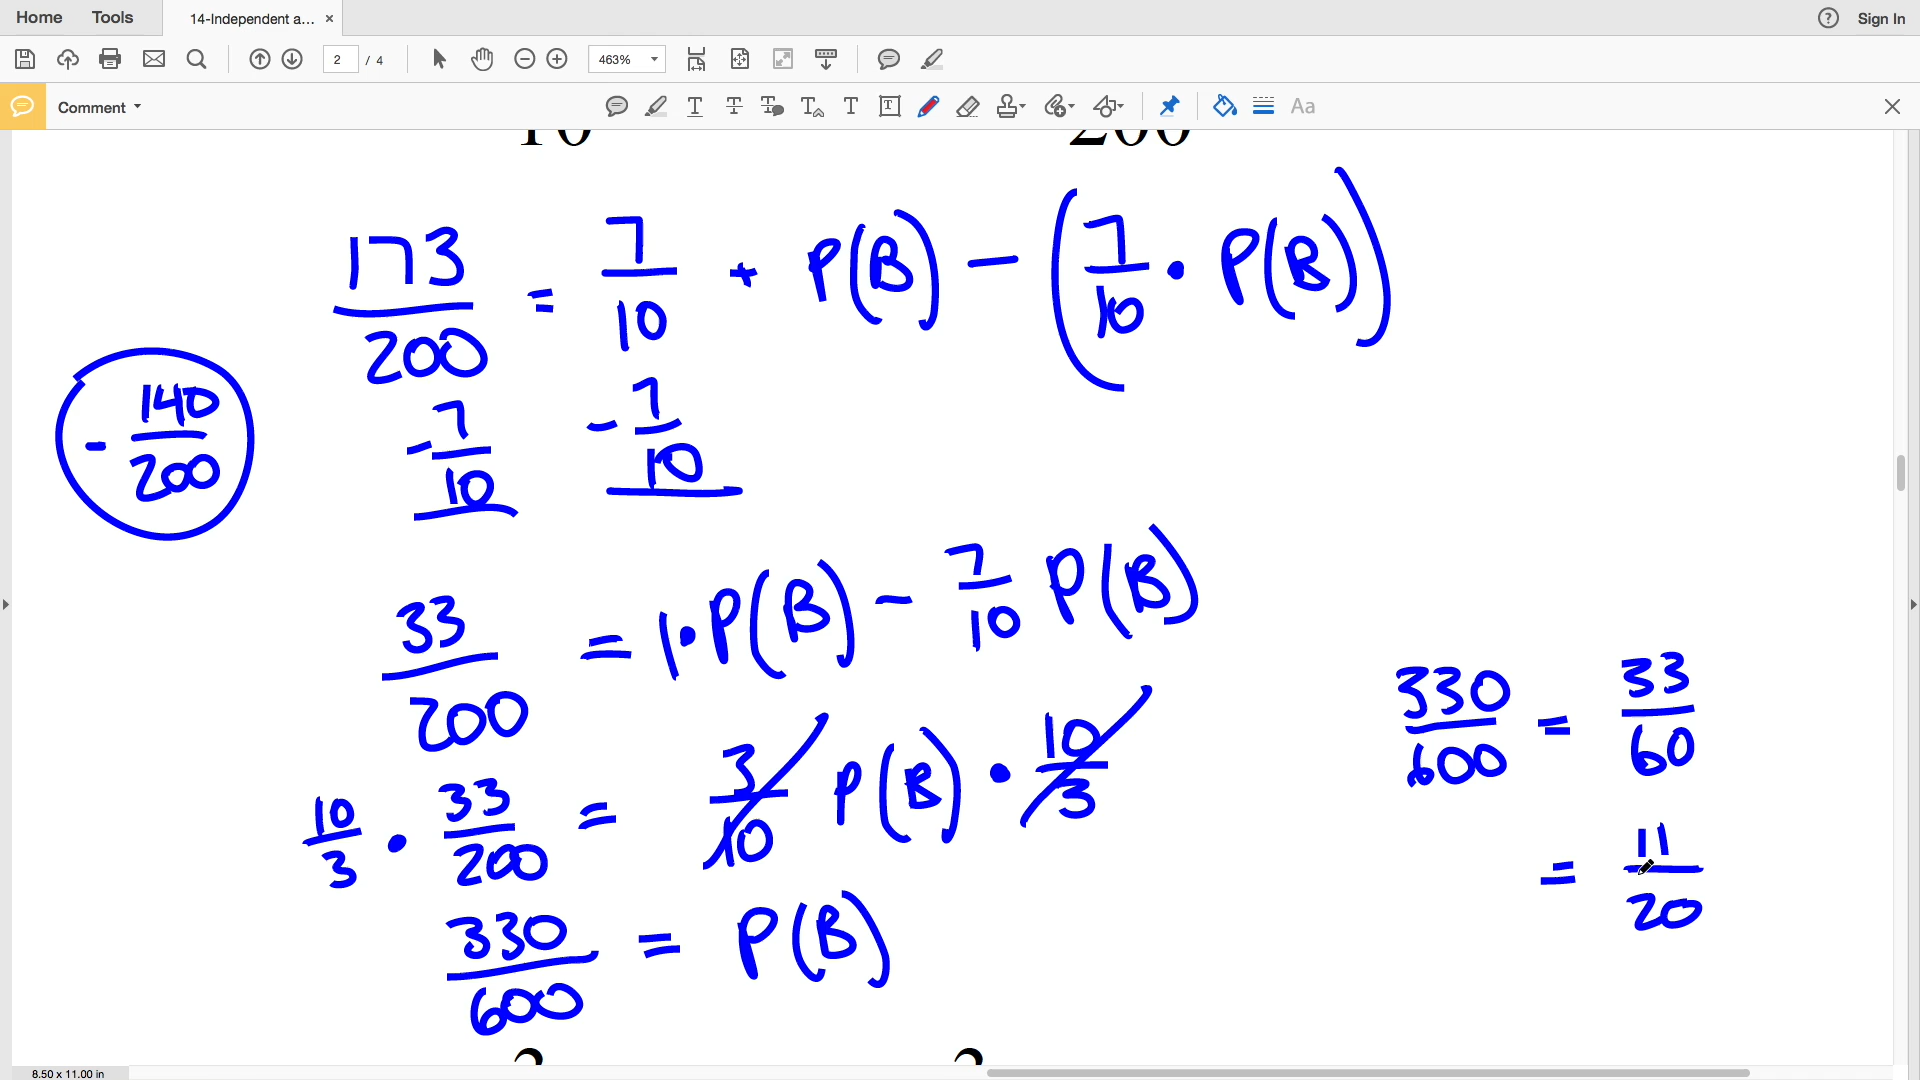 Home Tools 14-Independent a... × ? Sign In
2 / 4 463%
Comment T T T T T T Aa
173/200 = 7/10 + P(B) - (7/10 · P(B))
- 140/200
- 7/10 - 7/10
33/200 = 1·P(B) - 7/10 P(B)
10/3 · 33/200 = 3/10 P(B) · 10/3
330/600 = P(B)
330/600 = 33/60
= 11/20
8.50 x 11.00 in